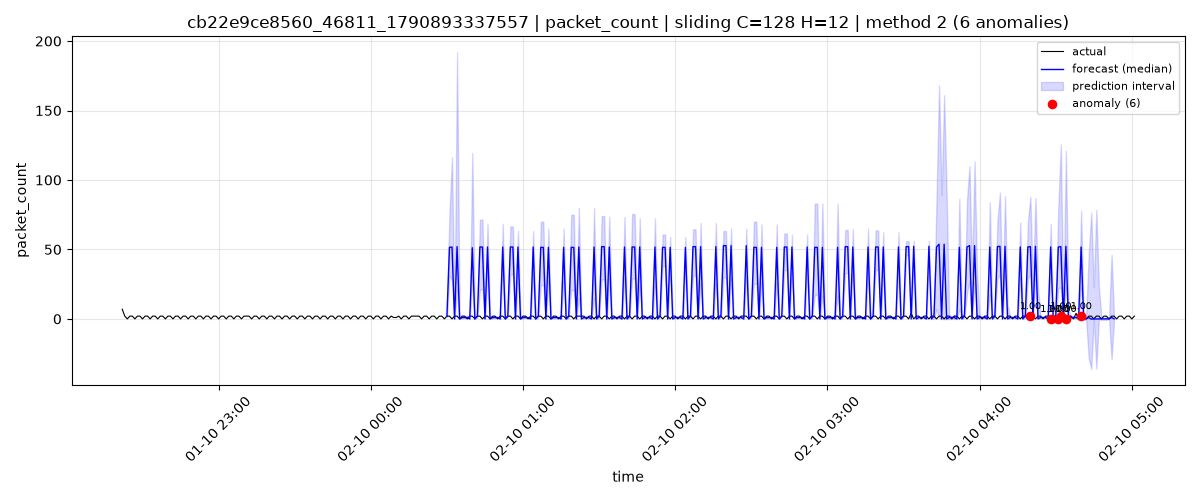 cb22e9ce8560_46811_1790893337557 | packet_count | sliding C=128 H=12 | method 2 (6 anomalies)
actual
forecast (median)
prediction interval
anomaly (6)
packet_count
200
150
100
50
0
1.00
1.00
01-10 23:00
02-10 00:00
02-10 01:00
02-10 02:00
02-10 03:00
02-10 04:00
02-10 05:00
time